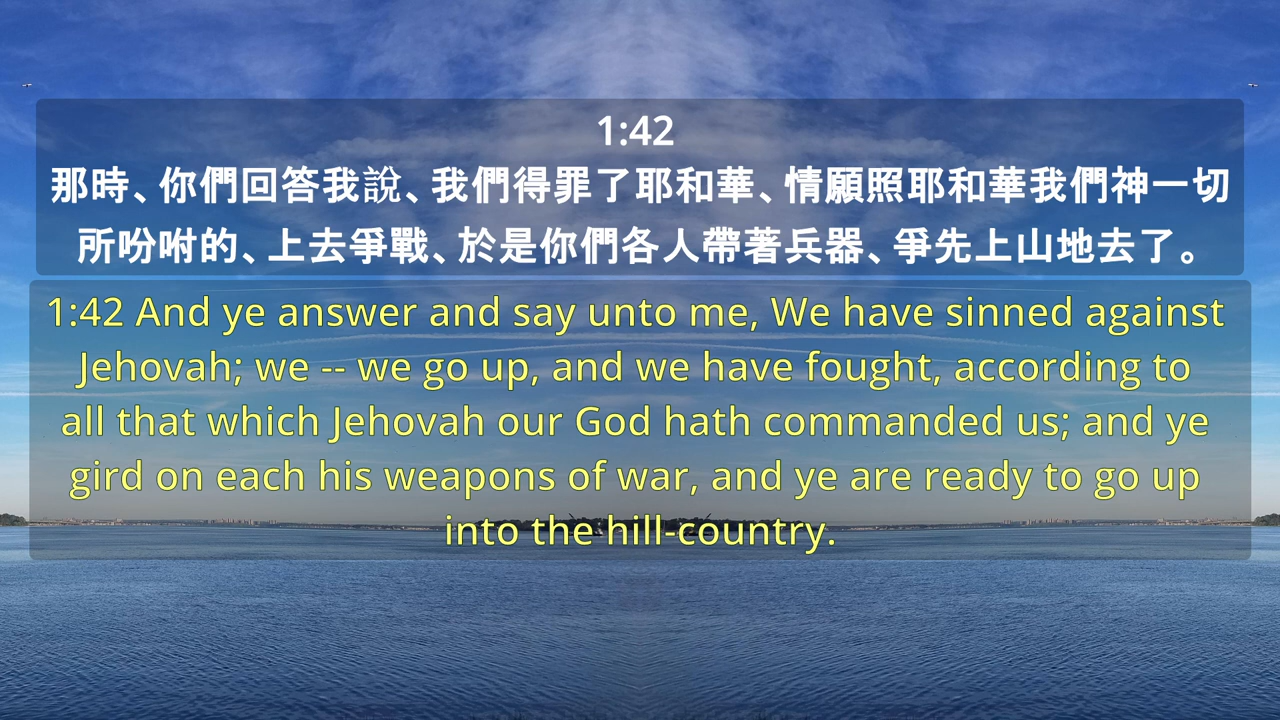 1:42
那時、你們回答我說、我們得罪了耶和華、情願照耶和華我們神一切
所吩咐的、上去爭戰、於是你們各人帶著兵器、爭先上山地去了。
1:42 And ye answer and say unto me, We have sinned against
Jehovah; we -- we go up, and we have fought, according to
all that which Jehovah our God hath commanded us; and ye
gird on each his weapons of war, and ye are ready to go up
into the hill-country.